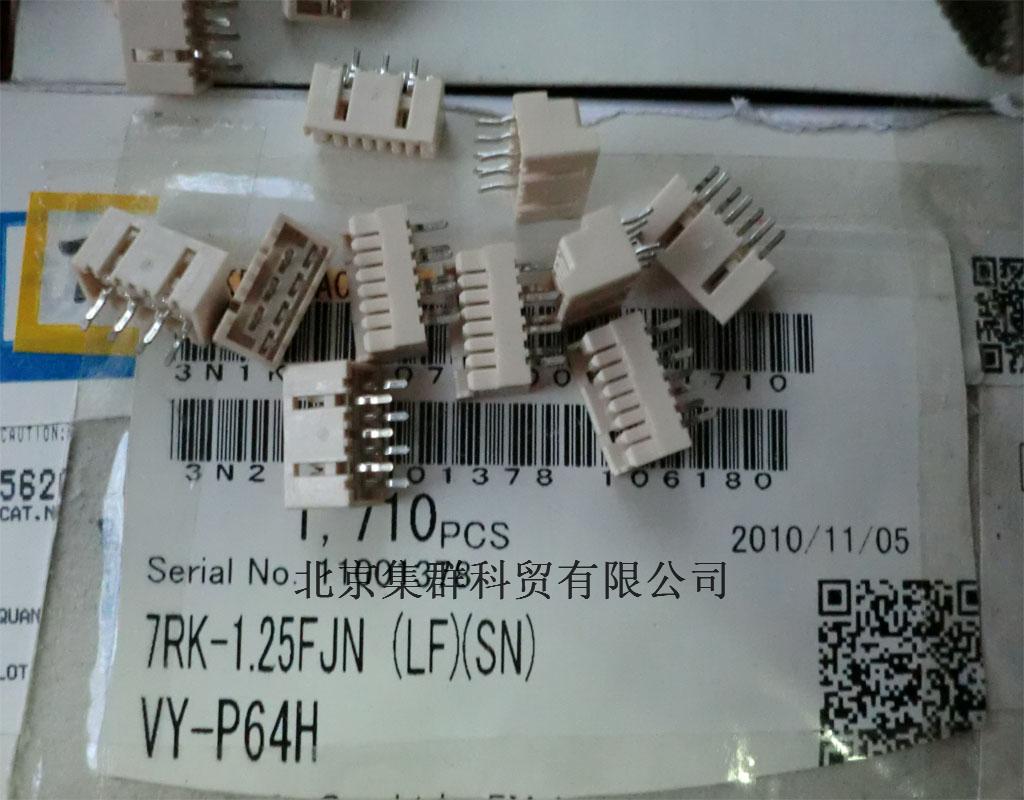 3N1
710
3N2
01378 106180
1,710PCS
2010/11/05
Serial No.
北京集群科贸有限公司
7RK-1.25FJN (LF)(SN)
VY-P64H
CAUTION:
562
CAT.N
QUAN
LOT